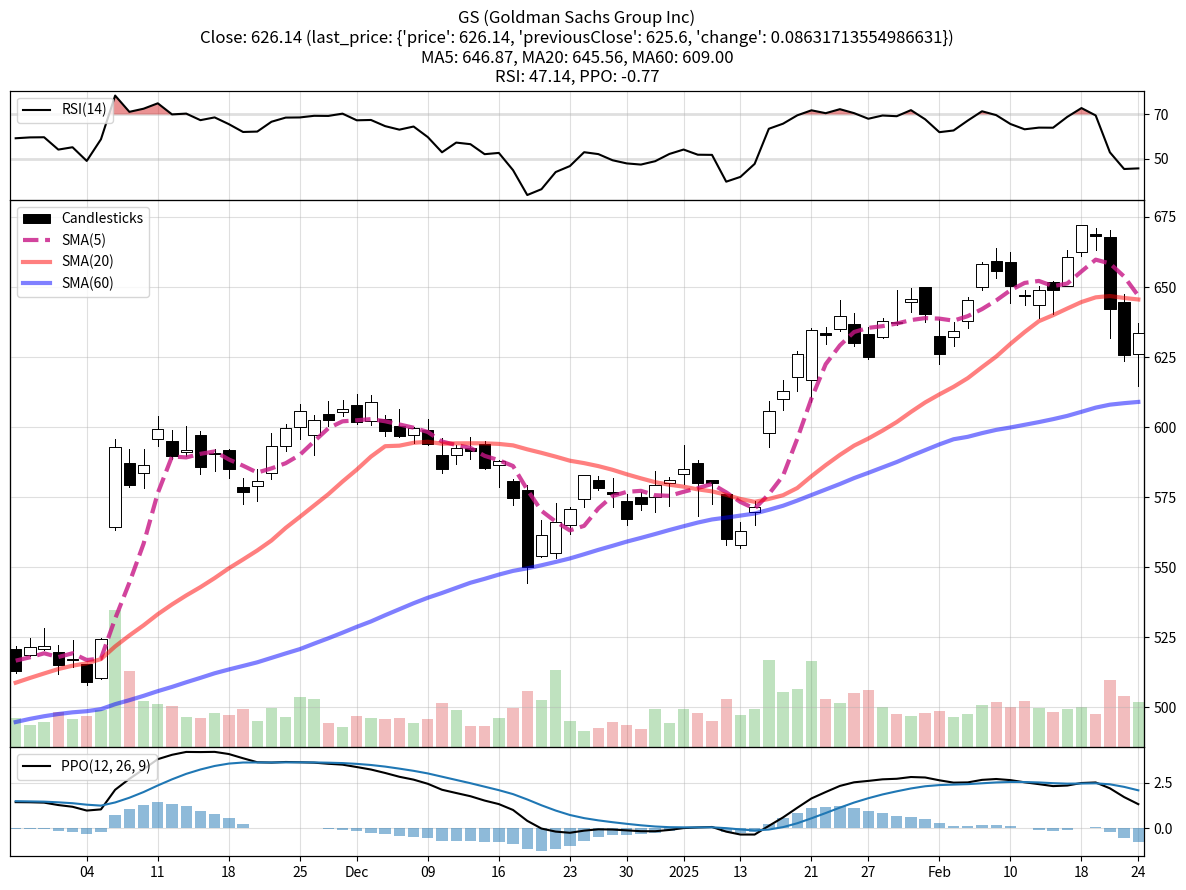 GS (Goldman Sachs Group Inc)
Close: 626.14 (last_price: {'price': 626.14, 'previousClose': 625.6, 'change': 0.08631713554986631})
MA5: 646.87, MA20: 645.56, MA60: 609.00
RSI: 47.14, PPO: -0.77
RSI(14)
70
50
Candlesticks
SMA(5)
SMA(20)
SMA(60)
675
650
625
600
575
550
525
500
PPO(12, 26, 9)
2.5
0.0
04 11 18 25 Dec 09 16 23 30 2025 13 21 27 Feb 10 18 24